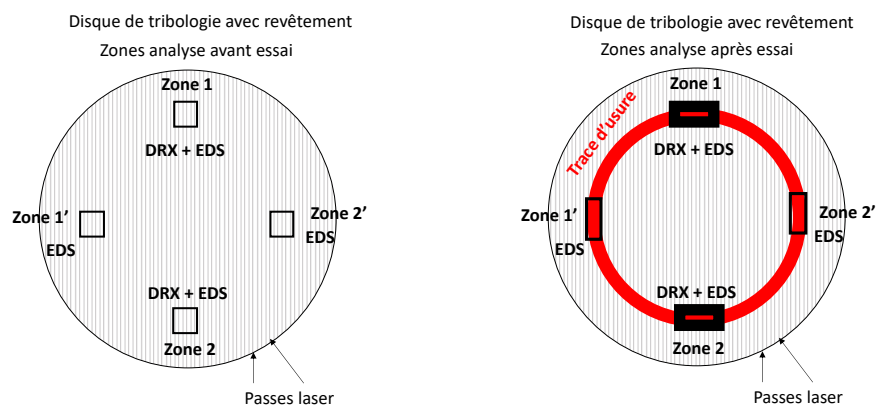 Disque de tribologie avec revêtement
Zones analyse avant essai
Zone 1
DRX + EDS
Zone 1’
EDS
Zone 2’
EDS
DRX + EDS
Zone 2
Passes laser
Disque de tribologie avec revêtement
Zones analyse après essai
Zone 1
Trace d’usure
DRX + EDS
Zone 1’
EDS
Zone 2’
EDS
DRX + EDS
Zone 2
Passes laser